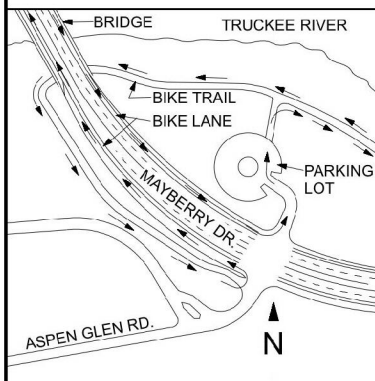 BRIDGE
TRUCKEE RIVER
BIKE TRAIL
BIKE LANE
PARKING
LOT
MAYBERRY DR.
ASPEN GLEN RD.
N